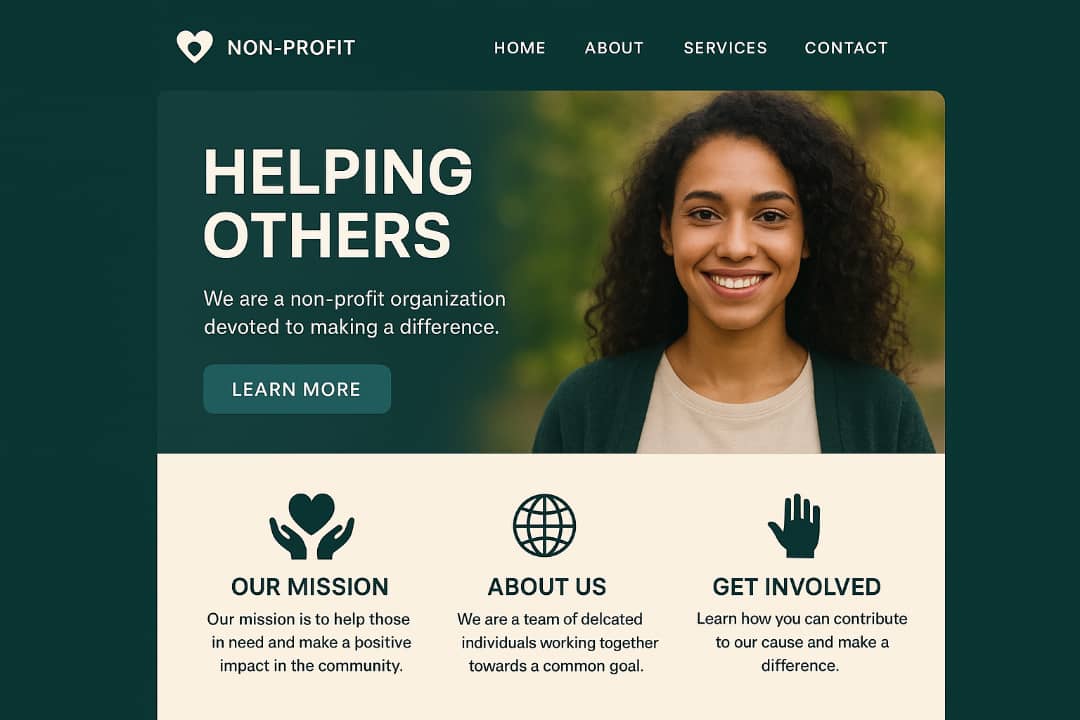 NON-PROFIT
HOME ABOUT SERVICES CONTACT
HELPING
OTHERS
We are a non-profit organization
devoted to making a difference.
LEARN MORE
OUR MISSION
Our mission is to help those
in need and make a þositive
impact in the community.
ABOUT US
We are a team of delcated
individuals working together
towards a common goal.
GET INVOLVED
Learn how you can contribute
to our cause and make a
difference.